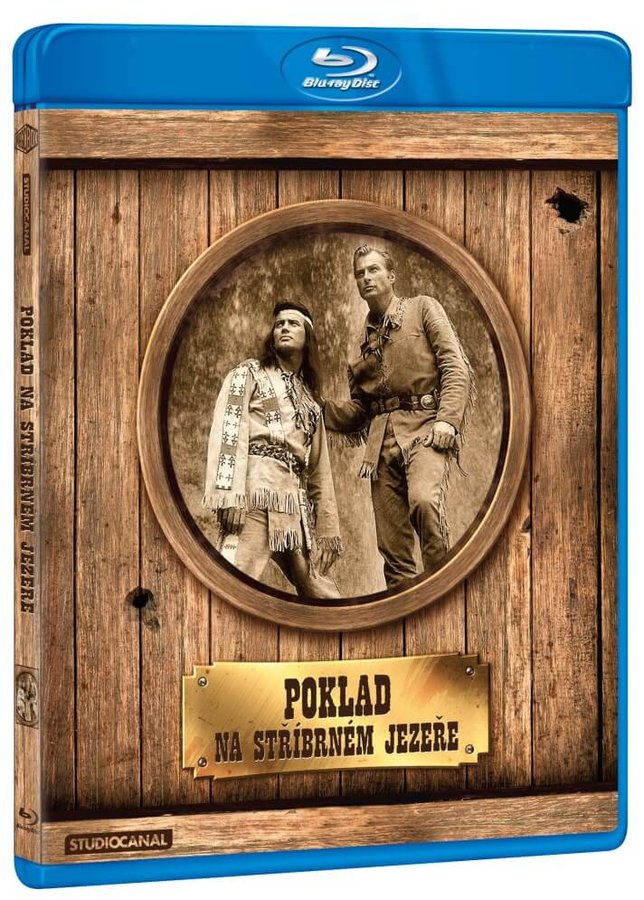 Blu-ray Disc
STUDIOCANAL
POKLAD NA STŘÍBRNÉM JEZEŘE
POKLAD
NA STŘÍBRNÉM JEZEŘE
STUDIOCANAL